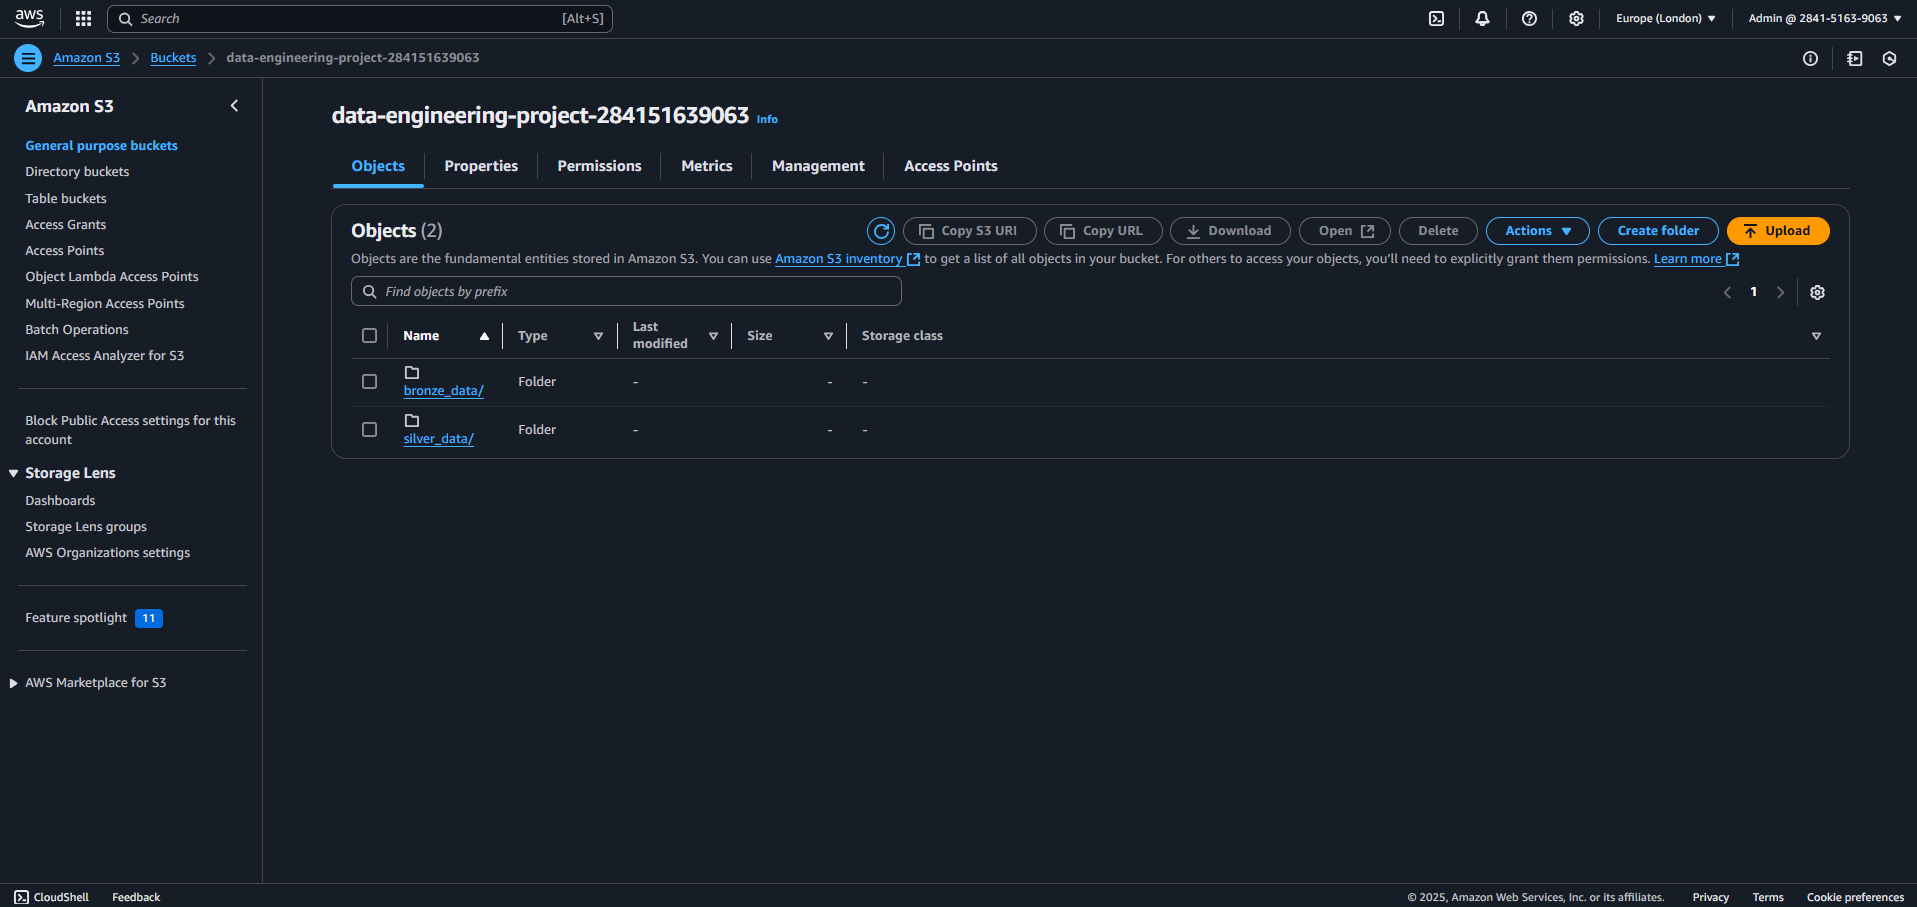 aws
Search [Alt+S]
Europe (London)
Admin @ 2841-5163-9063
Amazon S3
Buckets
data-engineering-project-284151639063
Amazon S3
General purpose buckets
Directory buckets
Table buckets
Access Grants
Access Points
Object Lambda Access Points
Multi-Region Access Points
Batch Operations
IAM Access Analyzer for S3
Block Public Access settings for this
account
Storage Lens
Dashboards
Storage Lens groups
AWS Organizations settings
Feature spotlight 11
AWS Marketplace for S3
data-engineering-project-284151639063 Info
Objects Properties Permissions Metrics Management Access Points
Objects (2)
Copy S3 URI Copy URL Download Open Delete Actions Create folder Upload
Objects are the fundamental entities stored in Amazon S3. You can use Amazon S3 inventory to get a list of all objects in your bucket. For others to access your objects, you'll need to explicitly grant them permissions. Learn more
Find objects by prefix
1
Name Type Last modified Size Storage class
bronze_data/ Folder - - -
silver_data/ Folder - - -
CloudShell Feedback
© 2025, Amazon Web Services, Inc. or its affiliates. Privacy Terms Cookie preferences